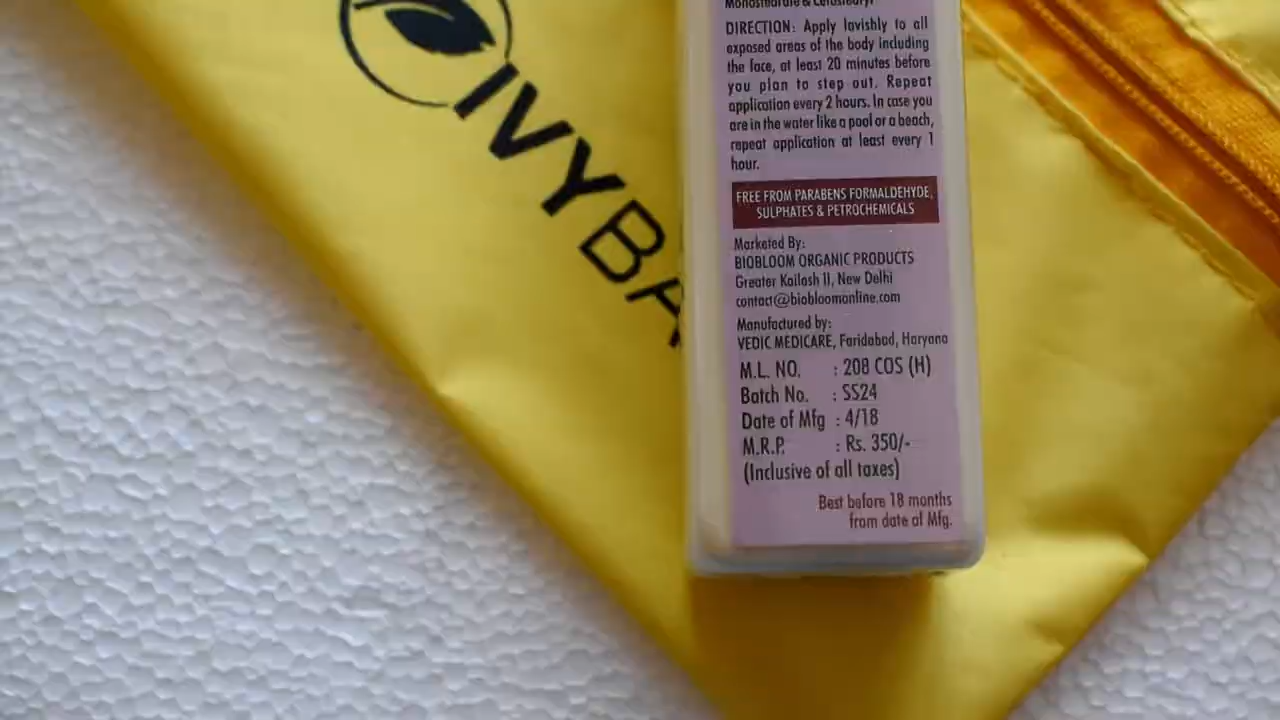 IVYBA
Monostearate & Cetostearyl
DIRECTION: Apply lavishly to all
exposed areas of the body including
the face, at least 20 minutes before
you plan to step out. Repeat
application every 2 hours. In case you
are in the water like a pool or a beach,
repeat application at least every 1
hour.
FREE FROM PARABENS FORMALDEHYDE,
SULPHATES & PETROCHEMICALS
Marketed By:
BIOBLOOM ORGANIC PRODUCTS
Greater Kailash II, New Delhi
contact@biobloomonline.com
Manufactured by:
VEDIC MEDICARE, Faridabad, Haryana
M.L. NO. : 208 COS (H)
Batch No. : SS24
Date of Mfg : 4/18
M.R.P. : Rs. 350/-
(Inclusive of all taxes)
Best before 18 months
from date of Mfg.